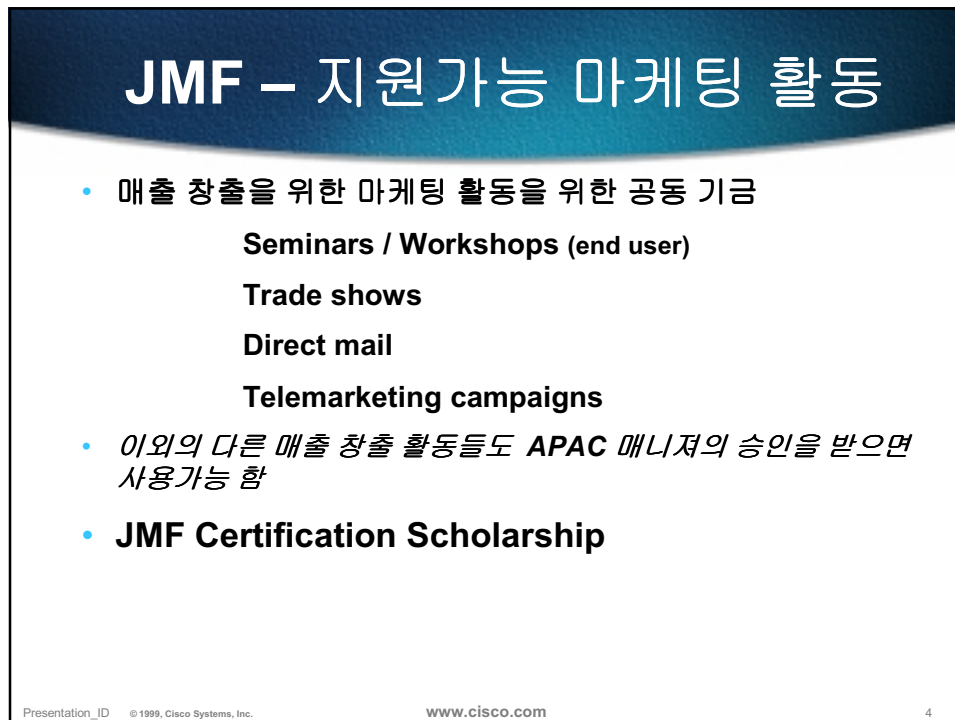 JMF – 지원가능 마케팅 활동
• 매출 창출을 위한 마케팅 활동을 위한 공동 기금
Seminars / Workshops (end user)
Trade shows
Direct mail
Telemarketing campaigns
• 이외의 다른 매출 창출 활동들도 APAC 매니져의 승인을 받으면
사용가능 함
• JMF Certification Scholarship
Presentation_ID © 1999, Cisco Systems, Inc. www.cisco.com 4